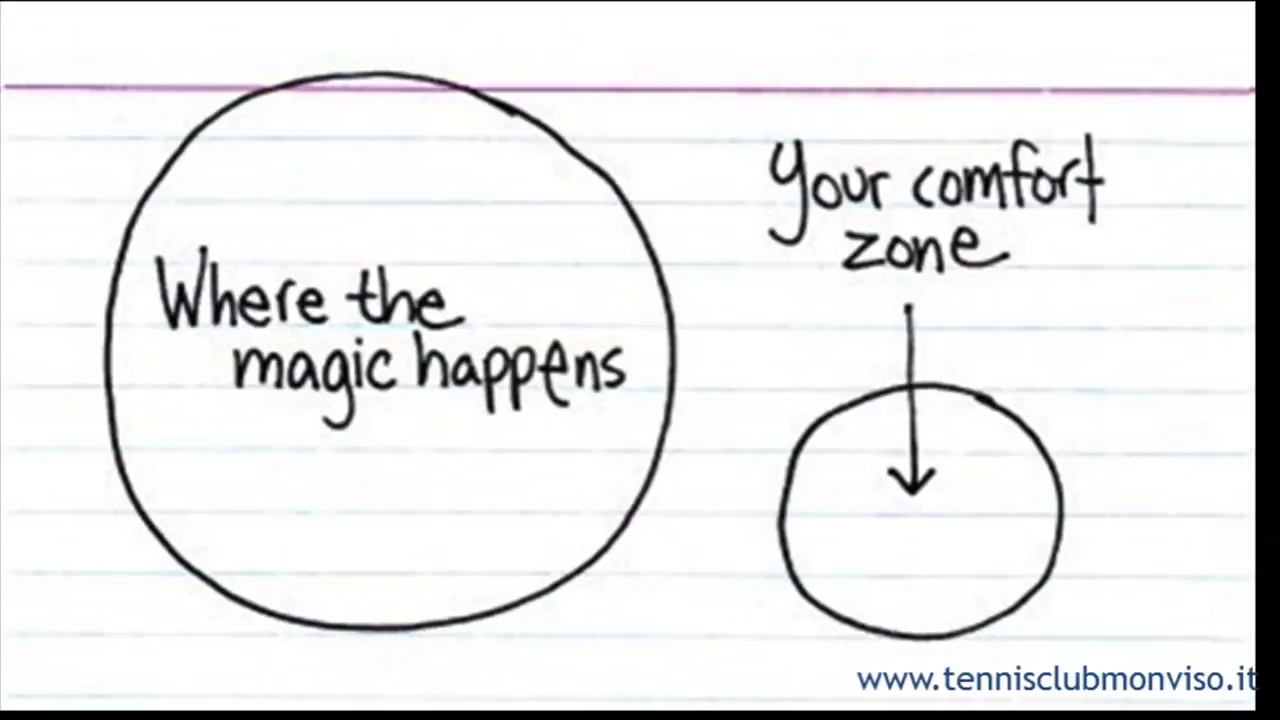 Where the
magic happens
Your comfort
zone
www.tennisclubmonviso.it